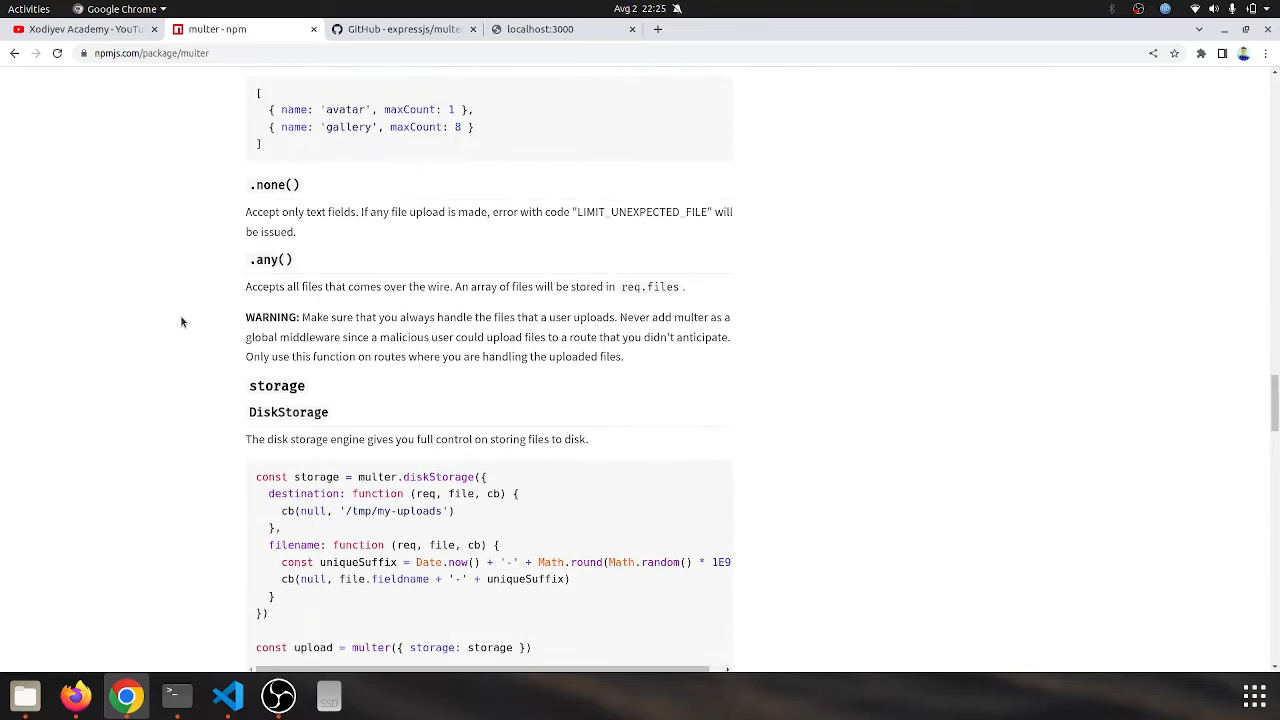 Activities
Google Chrome
Avg 2 22:25
Xodiyev Academy - YouTu
multer - npm
GitHub - expressjs/multer
localhost:3000
npmjs.com/package/multer
[
{ name: 'avatar', maxCount: 1 },
{ name: 'gallery', maxCount: 8 }
]
.none()
Accept only text fields. If any file upload is made, error with code "LIMIT_UNEXPECTED_FILE" will
be issued.
.any()
Accepts all files that comes over the wire. An array of files will be stored in req.files .
WARNING: Make sure that you always handle the files that a user uploads. Never add multer as a
global middleware since a malicious user could upload files to a route that you didn't anticipate.
Only use this function on routes where you are handling the uploaded files.
storage
DiskStorage
The disk storage engine gives you full control on storing files to disk.
const storage = multer.diskStorage({
destination: function (req, file, cb) {
cb(null, '/tmp/my-uploads')
},
filename: function (req, file, cb) {
const uniqueSuffix = Date.now() + '-' + Math.round(Math.random() * 1E9
cb(null, file.fieldname + '-' + uniqueSuffix)
}
})
const upload = multer({ storage: storage })
SSD